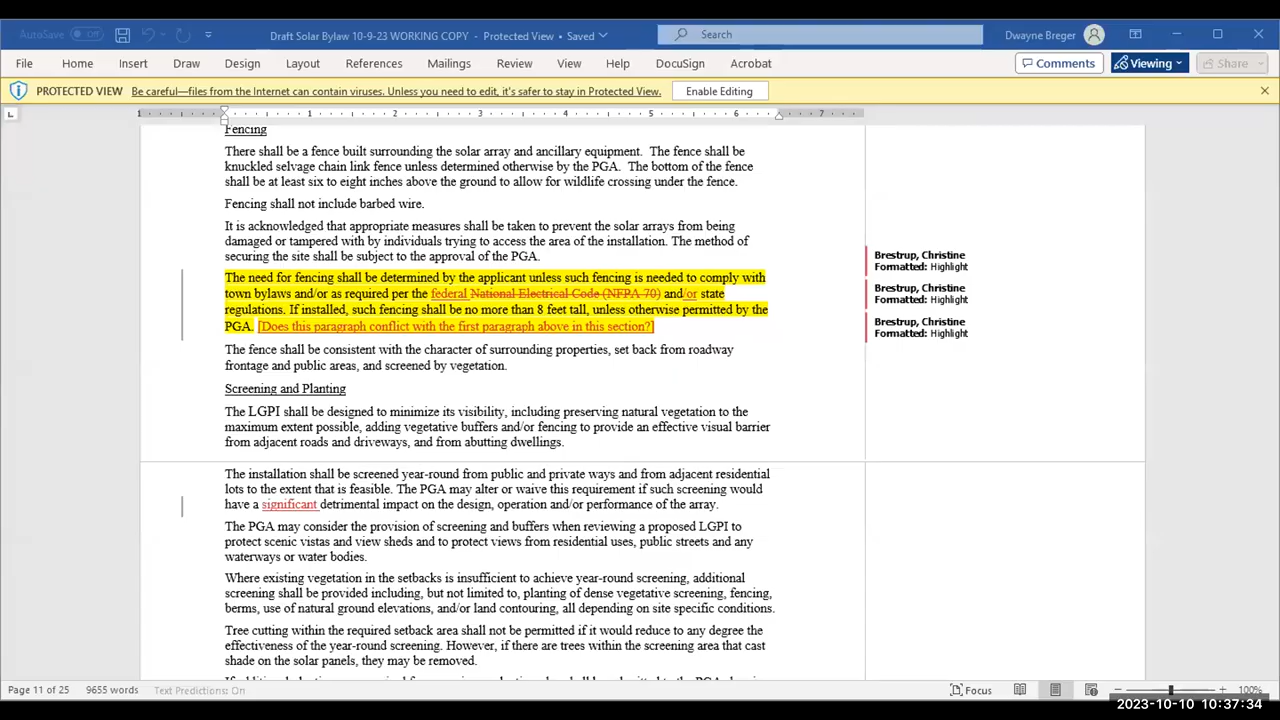 AutoSave Off Draft Solar Bylaw 10-9-23 WORKING COPY - Protected View • Saved Search Dwayne Breger
File Home Insert Draw Design Layout References Mailings Review View Help DocuSign Acrobat Comments Viewing Share
PROTECTED VIEW Be careful—files from the Internet can contain viruses. Unless you need to edit, it's safer to stay in Protected View. Enable Editing
1 1 2 3 4 5 6 7
Fencing
There shall be a fence built surrounding the solar array and ancillary equipment. The fence shall be
knuckled selvage chain link fence unless determined otherwise by the PGA. The bottom of the fence
shall be at least six to eight inches above the ground to allow for wildlife crossing under the fence.
Fencing shall not include barbed wire.
It is acknowledged that appropriate measures shall be taken to prevent the solar arrays from being
damaged or tampered with by individuals trying to access the area of the installation. The method of
securing the site shall be subject to the approval of the PGA.
The need for fencing shall be determined by the applicant unless such fencing is needed to comply with
town bylaws and/or as required per the federal National Electrical Code (NFPA 70) and/or state
regulations. If installed, such fencing shall be no more than 8 feet tall, unless otherwise permitted by the
PGA. [Does this paragraph conflict with the first paragraph above in this section?]
Brestrup, Christine
Formatted: Highlight
Brestrup, Christine
Formatted: Highlight
Brestrup, Christine
Formatted: Highlight
The fence shall be consistent with the character of surrounding properties, set back from roadway
frontage and public areas, and screened by vegetation.
Screening and Planting
The LGPI shall be designed to minimize its visibility, including preserving natural vegetation to the
maximum extent possible, adding vegetative buffers and/or fencing to provide an effective visual barrier
from adjacent roads and driveways, and from abutting dwellings.
The installation shall be screened year-round from public and private ways and from adjacent residential
lots to the extent that is feasible. The PGA may alter or waive this requirement if such screening would
have a significant detrimental impact on the design, operation and/or performance of the array.
The PGA may consider the provision of screening and buffers when reviewing a proposed LGPI to
protect scenic vistas and view sheds and to protect views from residential uses, public streets and any
waterways or water bodies.
Where existing vegetation in the setbacks is insufficient to achieve year-round screening, additional
screening shall be provided including, but not limited to, planting of dense vegetative screening, fencing,
berms, use of natural ground elevations, and/or land contouring, all depending on site specific conditions.
Tree cutting within the required setback area shall not be permitted if it would reduce to any degree the
effectiveness of the year-round screening. However, if there are trees within the screening area that cast
shade on the solar panels, they may be removed.
Page 11 of 25 9655 words Text Predictions: On Focus 100%
2023-10-10 10:37:34